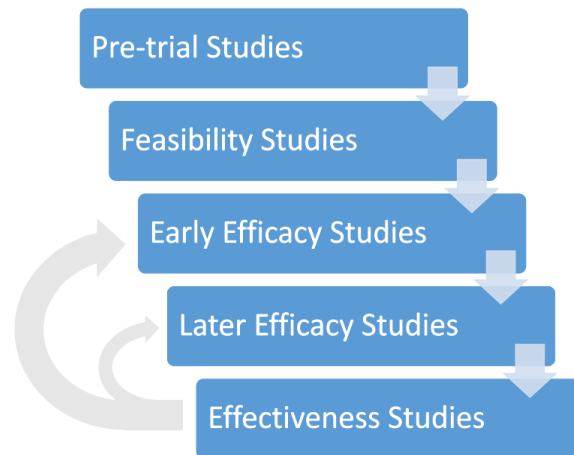 Pre-trial Studies
Feasibility Studies
Early Efficacy Studies
Later Efficacy Studies
Effectiveness Studies